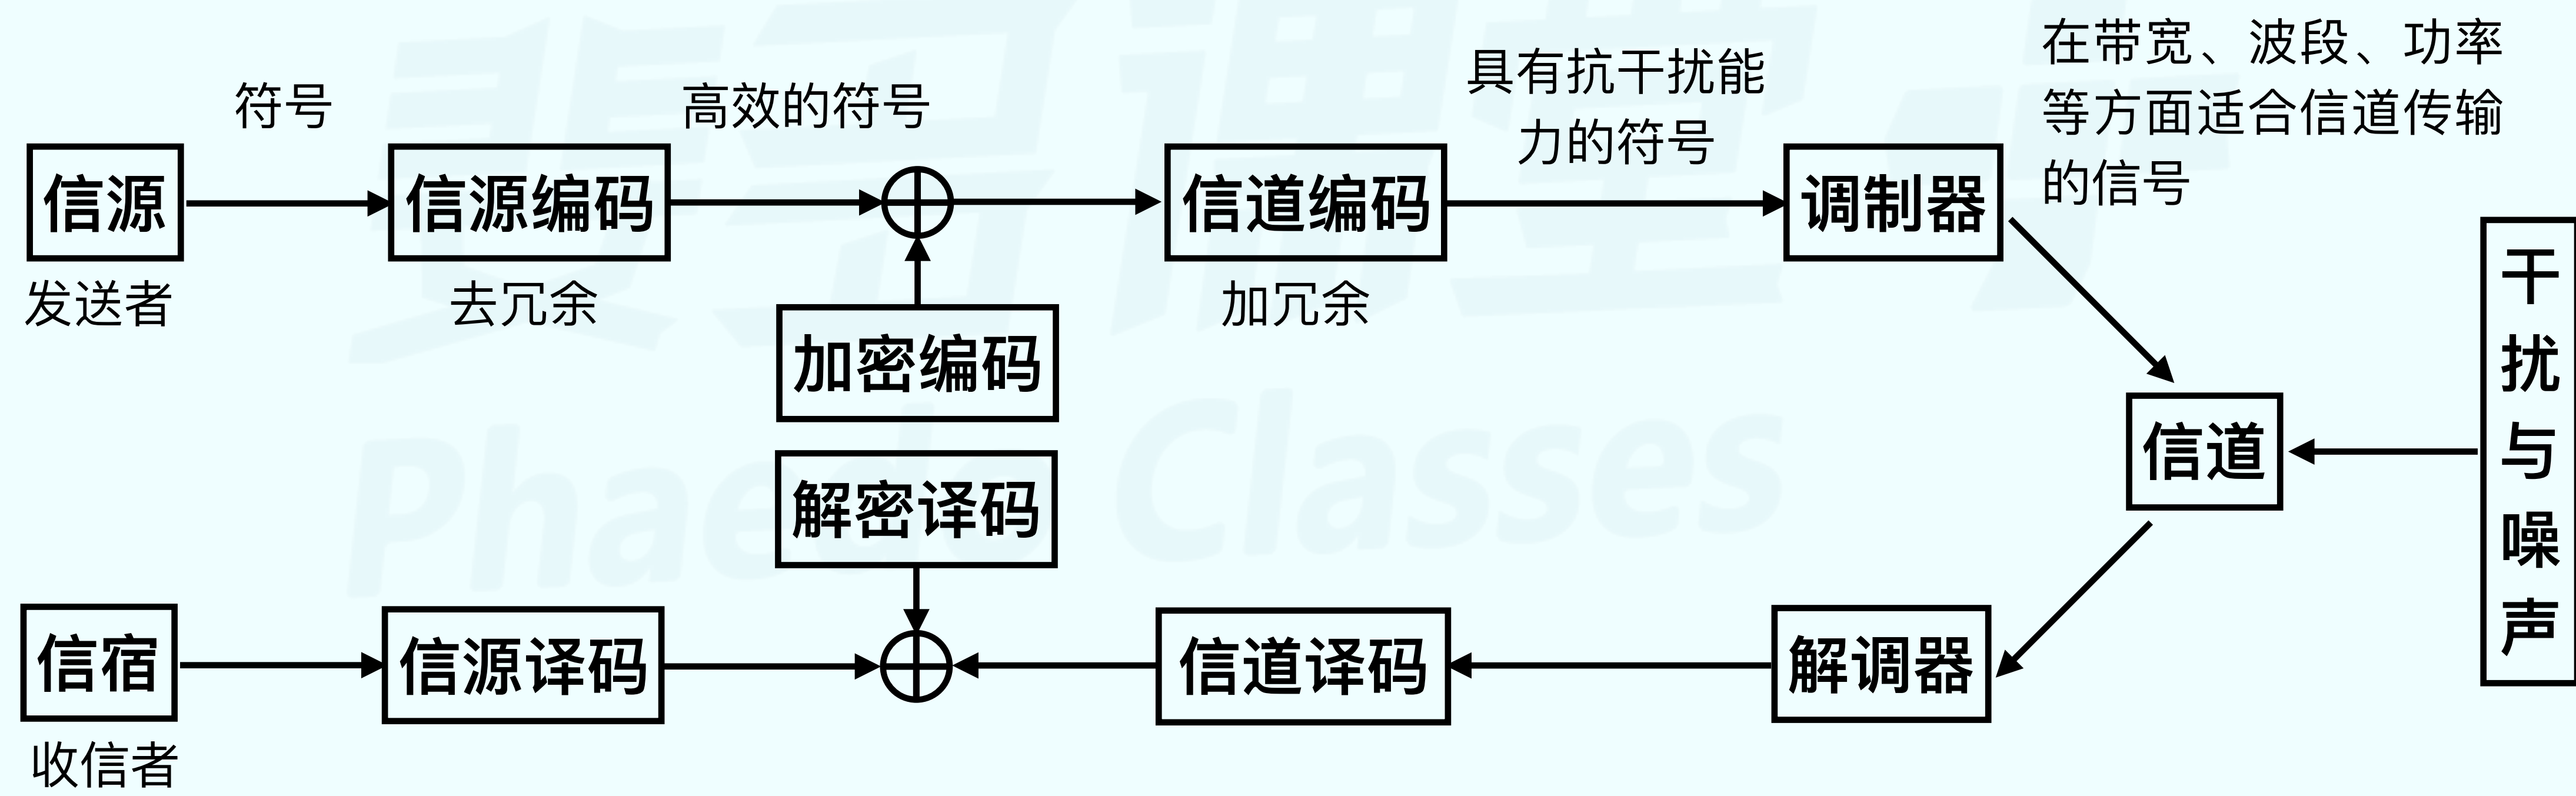 符号
高效的符号
具有抗干扰能
力的符号
在带宽、波段、功率
等方面适合信道传输
的信号
信源
信源编码
信道编码
调制器
发送者
去冗余
加冗余
加密编码
信道
干
扰
与
噪
声
解密译码
信宿
信源译码
信道译码
解调器
收信者
Phaedo Classes